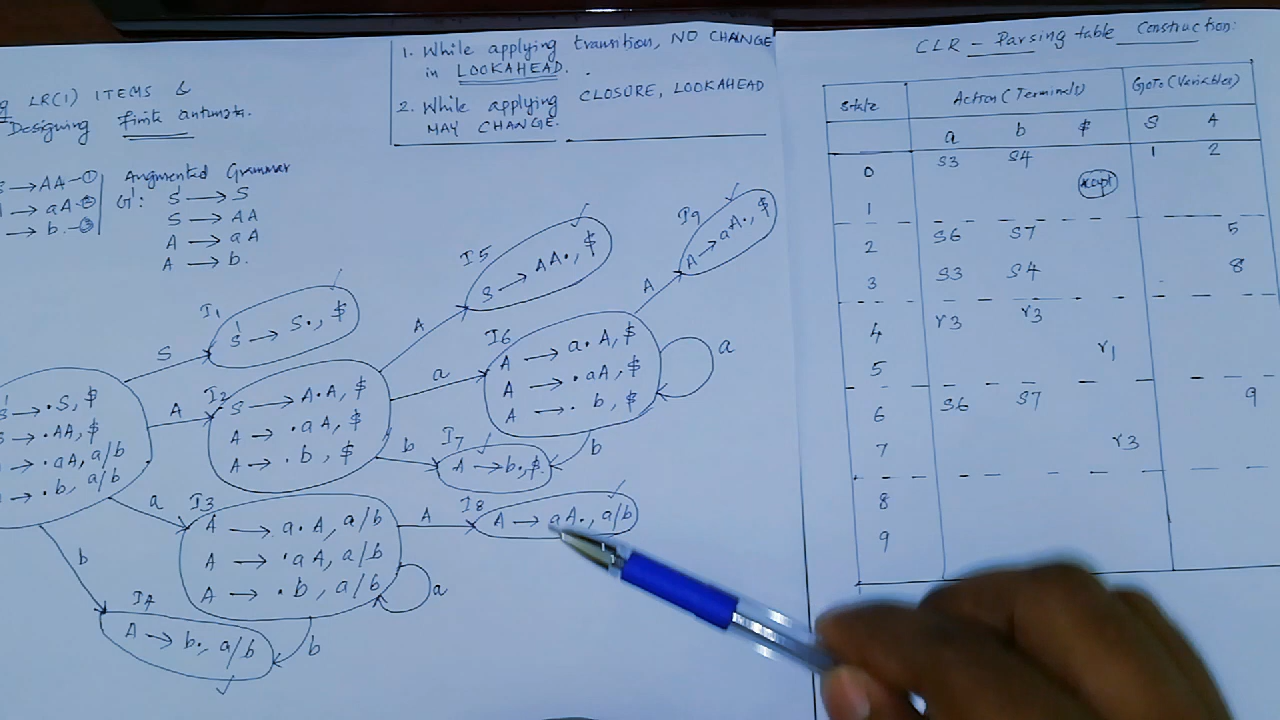 LR(1) ITEMS &
Designing finite automata.
1. While applying transition, NO CHANGE
in LOOKAHEAD.
2. While applying CLOSURE, LOOKAHEAD
MAY CHANGE.
S → AA - ①
→ aA - ②
→ b. - ③
Augmented Grammar
G': S' → S
S → AA
A → aA
A → b.
I1
S' → S., $
S
→ .S, $
→ .AA, $
→ .aA, a/b
→ .b, a/b
A
I2
S → A.A, $
A → .aA, $
A → .b, $
A
I5
S → AA., $
a
I6
A → a.A, $
A → .aA, $
A → .b, $
a
A
I9
A → aA., $
b
I7
A → b., $
b
a
I3
A → a.A, a/b
A → .aA, a/b
A → .b, a/b
a
A
I8
A → aA., a/b
b
I4
A → b., a/b
b
CLR - Parsing table Construction:
State Action (Terminals) GoTo (Variables)
a b $ S A
0 S3 S4 1 2
1 accept
2 S6 S7 5
3 S3 S4 8
4 r3 r3
5 r1
6 S6 S7 9
7 r3
8
9